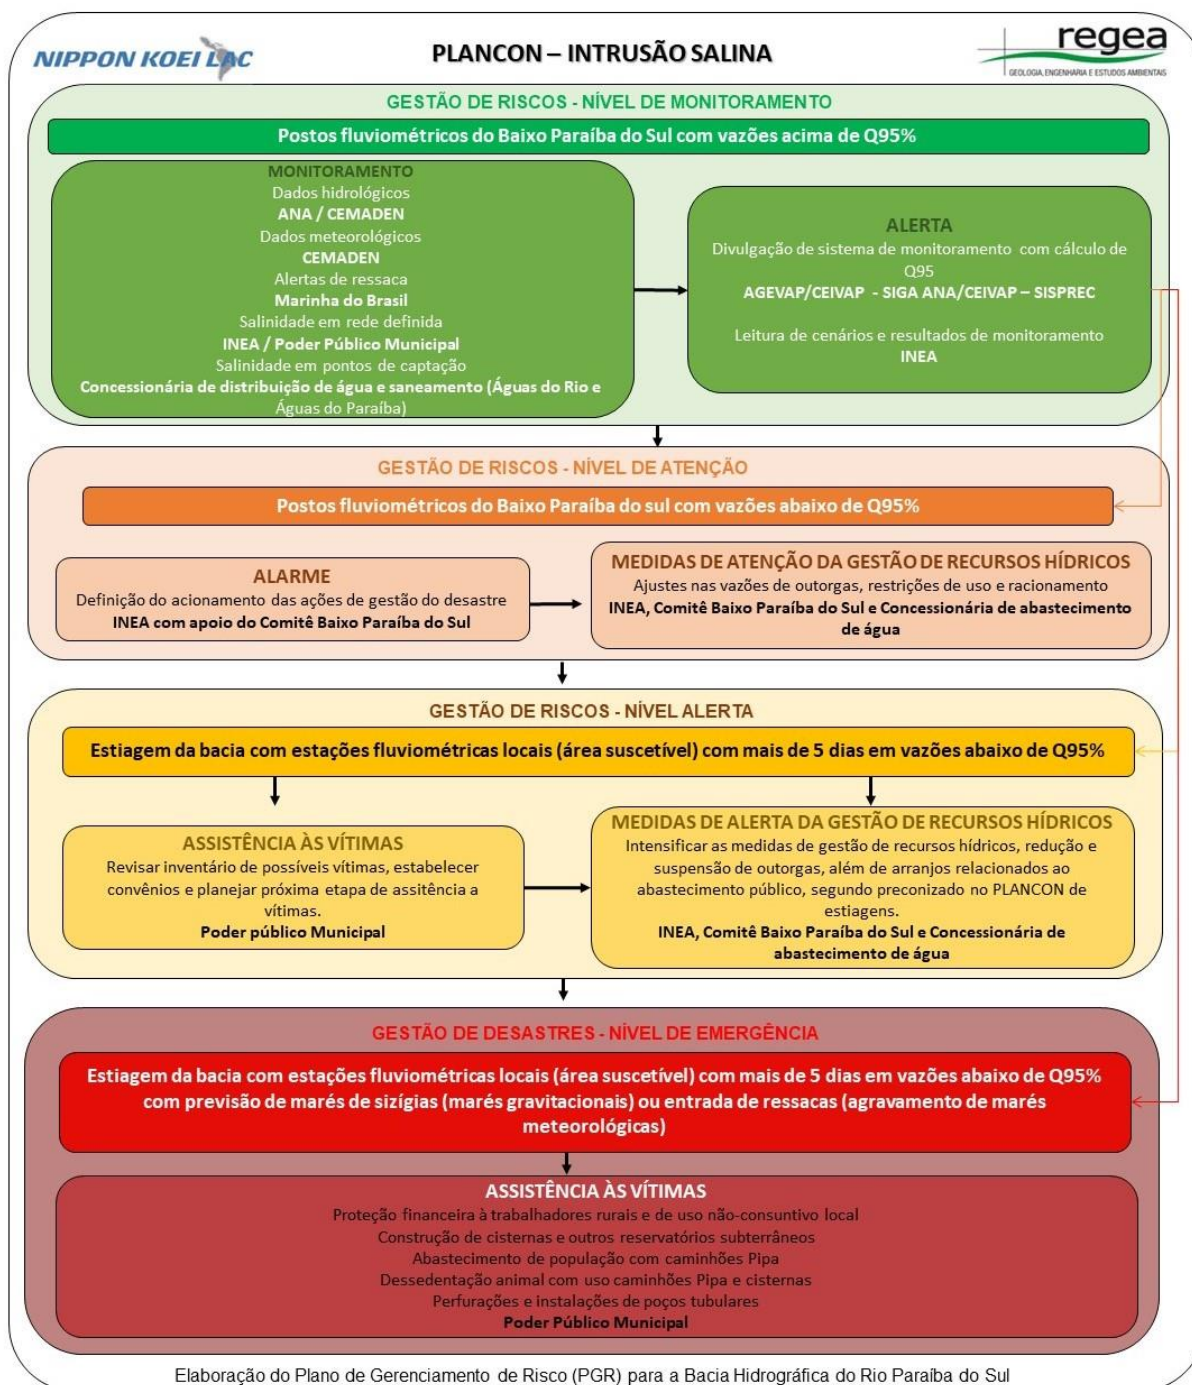 NIPPON KOEI LAC
PLANCON – INTRUSÃO SALINA
regea
GEOLOGIA, ENGENHARIA E ESTUDOS AMBIENTAIS
GESTÃO DE RISCOS - NÍVEL DE MONITORAMENTO
Postos fluviométricos do Baixo Paraíba do Sul com vazões acima de Q95%
MONITORAMENTO
Dados hidrológicos
ANA / CEMADEN
Dados meteorológicos
CEMADEN
Alertas de ressaca
Marinha do Brasil
Salinidade em rede definida
INEA / Poder Público Municipal
Salinidade em pontos de captação
Concessionária de distribuição de água e saneamento (Águas do Rio e
Águas do Paraíba)
ALERTA
Divulgação de sistema de monitoramento com cálculo de
Q95
AGEVAP/CEIVAP - SIGA ANA/CEIVAP – SISPREC
Leitura de cenários e resultados de monitoramento
INEA
GESTÃO DE RISCOS - NÍVEL DE ATENÇÃO
Postos fluviométricos do Baixo Paraíba do sul com vazões abaixo de Q95%
ALARME
Definição do acionamento das ações de gestão do desastre
INEA com apoio do Comitê Baixo Paraíba do Sul
MEDIDAS DE ATENÇÃO DA GESTÃO DE RECURSOS HÍDRICOS
Ajustes nas vazões de outorgas, restrições de uso e racionamento
INEA, Comitê Baixo Paraíba do Sul e Concessionária de abastecimento
de água
GESTÃO DE RISCOS - NÍVEL ALERTA
Estiagem da bacia com estações fluviométricas locais (área suscetível) com mais de 5 dias em vazões abaixo de Q95%
ASSISTÊNCIA ÀS VÍTIMAS
Revisar inventário de possíveis vítimas, estabelecer
convênios e planejar próxima etapa de assitência a
vítimas.
Poder público Municipal
MEDIDAS DE ALERTA DA GESTÃO DE RECURSOS HÍDRICOS
Intensificar as medidas de gestão de recursos hídricos, redução e
suspensão de outorgas, além de arranjos relacionados ao
abastecimento público, segundo preconizado no PLANCON de
estiagens.
INEA, Comitê Baixo Paraíba do Sul e Concessionária de
abastecimento de água
GESTÃO DE DESASTRES - NÍVEL DE EMERGÊNCIA
Estiagem da bacia com estações fluviométricas locais (área suscetível) com mais de 5 dias em vazões abaixo de Q95%
com previsão de marés de sizígias (marés gravitacionais) ou entrada de ressacas (agravamento de marés
meteorológicas)
ASSISTÊNCIA ÀS VÍTIMAS
Proteção financeira à trabalhadores rurais e de uso não-consuntivo local
Construção de cisternas e outros reservatórios subterrâneos
Abastecimento de população com caminhões Pipa
Dessedentação animal com uso caminhões Pipa e cisternas
Perfurações e instalações de poços tubulares
Poder Público Municipal
Elaboração do Plano de Gerenciamento de Risco (PGR) para a Bacia Hidrográfica do Rio Paraíba do Sul